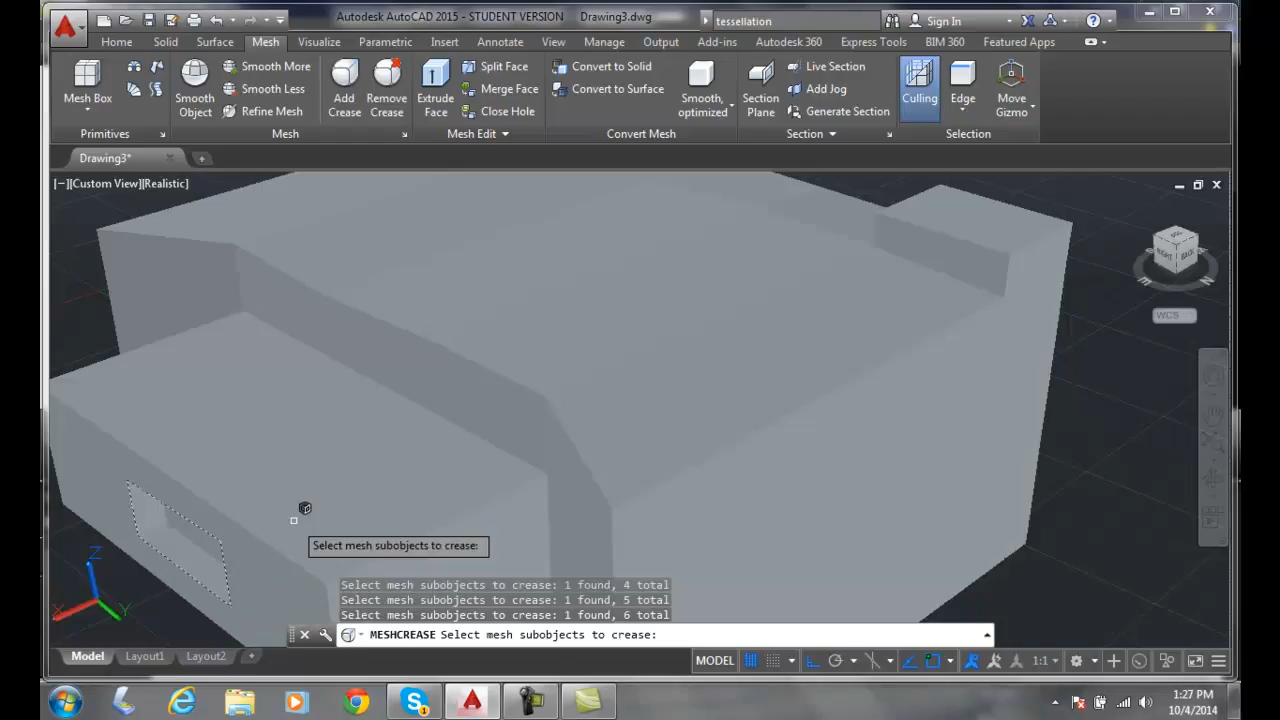 Autodesk AutoCAD 2015 - STUDENT VERSION Drawing3.dwg tessellation Sign In
Home Solid Surface Mesh Visualize Parametric Insert Annotate View Manage Output Add-ins Autodesk 360 Express Tools BIM 360 Featured Apps
Mesh Box
Smooth Object
Smooth More
Smooth Less
Refine Mesh
Add Crease
Remove Crease
Extrude Face
Split Face
Merge Face
Close Hole
Convert to Solid
Convert to Surface
Smooth, optimized
Section Plane
Live Section
Add Jog
Generate Section
Culling
Edge
Move Gizmo
Primitives Mesh Mesh Edit Convert Mesh Section Selection
Drawing3*
[−][Custom View][Realistic]
RIGHT BACK
WCS
Select mesh subobjects to crease:
Select mesh subobjects to crease: 1 found, 4 total
Select mesh subobjects to crease: 1 found, 5 total
Select mesh subobjects to crease: 1 found, 6 total
MESHCREASE Select mesh subobjects to crease:
Z
X Y
Model Layout1 Layout2 MODEL 1:1
1:27 PM
10/4/2014